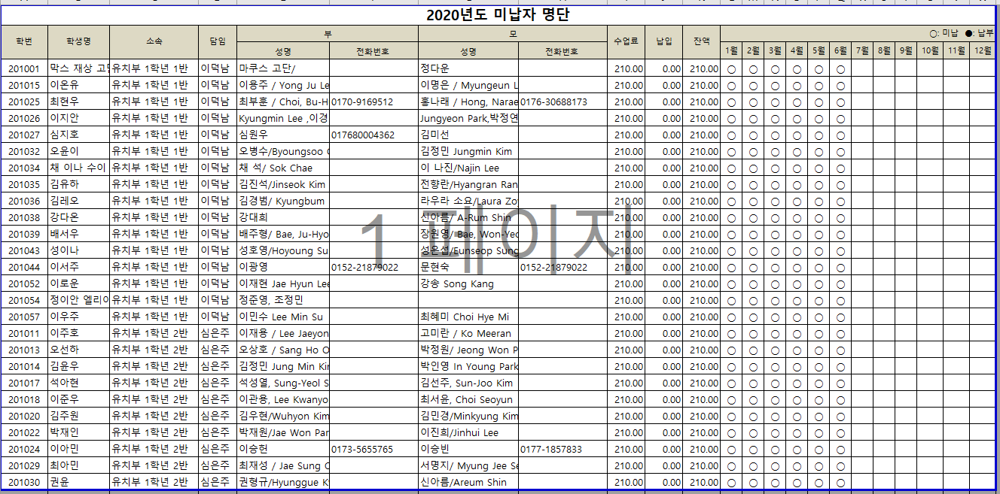 2020년도 미납자 명단
○: 미납 ●: 납부
학번 학생명 소속 담임 부 모 수업료 납입 잔액
성명 전화번호 성명 전화번호 1월 2월 3월 4월 5월 6월 7월 8월 9월 10월 11월 12월
201001 막스 재상 고단 유치부 1학년 1반 이덕남 마쿠스 고단/ 정다운 210.00 0.00 210.00 ○ ○ ○ ○ ○ ○
201015 이온유 유치부 1학년 1반 이덕남 이용주 / Yong Ju Le 이명은 / Myungeun L 210.00 0.00 210.00 ○ ○ ○ ○ ○ ○
201025 최현우 유치부 1학년 1반 이덕남 최부훈 / Choi, Bu-H 0170-9169512 홍나래 / Hong, Narae 0176-30688173 210.00 0.00 210.00 ○ ○ ○ ○ ○ ○
201026 이지안 유치부 1학년 1반 이덕남 Kyungmin Lee ,이경 Jungyeon Park,박정연 210.00 0.00 210.00 ○ ○ ○ ○ ○ ○
201027 심지호 유치부 1학년 1반 이덕남 심원우 017680004362 김미선 210.00 0.00 210.00 ○ ○ ○ ○ ○ ○
201032 오윤이 유치부 1학년 1반 이덕남 오병수/Byoungsoo 김정민 Jungmin Kim 210.00 0.00 210.00 ○ ○ ○ ○ ○ ○
201034 채 이나 수이 유치부 1학년 1반 이덕남 채 석/ Sok Chae 이 나진/Najin Lee 210.00 0.00 210.00 ○ ○ ○ ○ ○ ○
201035 김유하 유치부 1학년 1반 이덕남 김진석/Jinseok Kim 전향란/Hyangran Ran 210.00 0.00 210.00 ○ ○ ○ ○ ○ ○
201036 김레오 유치부 1학년 1반 이덕남 김경범/ Kyungbum 라우라 소요/Laura Zo 210.00 0.00 210.00 ○ ○ ○ ○ ○ ○
201038 강다온 유치부 1학년 1반 이덕남 강대희 신아름/ A-Rum Shin 210.00 0.00 210.00 ○ ○ ○ ○ ○ ○
201039 배서우 유치부 1학년 1반 이덕남 배주형/ Bae, Ju-Hyo 장원영/ Bae, Won-Yeo 210.00 0.00 210.00 ○ ○ ○ ○ ○ ○
201043 성이나 유치부 1학년 1반 이덕남 성호영/Hoyoung Su 성은섭/Eunseop Sung 210.00 0.00 210.00 ○ ○ ○ ○ ○ ○
201044 이서주 유치부 1학년 1반 이덕남 이광영 0152-21879022 문현숙 0152-21879022 210.00 0.00 210.00 ○ ○ ○ ○ ○ ○
201052 이로운 유치부 1학년 1반 이덕남 이재현 Jae Hyun Lee 강송 Song Kang 210.00 0.00 210.00 ○ ○ ○ ○ ○ ○
201054 정이안 엘리이 유치부 1학년 1반 이덕남 정준영, 조정민 210.00 0.00 210.00 ○ ○ ○ ○ ○ ○
201057 이우주 유치부 1학년 1반 이덕남 이민수 Lee Min Su 최혜미 Choi Hye Mi 210.00 0.00 210.00 ○ ○ ○ ○ ○ ○
201011 이주호 유치부 1학년 2반 심은주 이재용 / Lee Jaeyon 고미란 / Ko Meeran 210.00 0.00 210.00 ○ ○ ○ ○ ○ ○
201013 오선하 유치부 1학년 2반 심은주 오상호 / Sang Ho O 박정원/ Jeong Won P 210.00 0.00 210.00 ○ ○ ○ ○ ○ ○
201014 김윤우 유치부 1학년 2반 심은주 김정민 Jung Min Kir 박인영 In Young Park 210.00 0.00 210.00 ○ ○ ○ ○ ○ ○
201017 석아현 유치부 1학년 2반 심은주 석성열, Sung-Yeol S 김선주, Sun-Joo Kim 210.00 0.00 210.00 ○ ○ ○ ○ ○ ○
201018 이준우 유치부 1학년 2반 심은주 이관용, Lee Kwanyo 최서윤, Choi Seoyun 210.00 0.00 210.00 ○ ○ ○ ○ ○ ○
201020 김주원 유치부 1학년 2반 심은주 김우현/Wuhyon Kim 김민경/Minkyung Kim 210.00 0.00 210.00 ○ ○ ○ ○ ○ ○
201022 박재인 유치부 1학년 2반 심은주 박재원/Jae Won Par 이진희/Jinhui Lee 210.00 0.00 210.00 ○ ○ ○ ○ ○ ○
201024 이아민 유치부 1학년 2반 심은주 이승헌 0173-5655765 이승빈 0177-1857833 210.00 0.00 210.00 ○ ○ ○ ○ ○ ○
201029 최아민 유치부 1학년 2반 심은주 최재성 / Jae Sung C 서명지/ Myung Jee Se 210.00 0.00 210.00 ○ ○ ○ ○ ○ ○
201030 권윤 유치부 1학년 2반 심은주 권형규/Hyunggue K 신아름/Areum Shin 210.00 0.00 210.00 ○ ○ ○ ○ ○ ○
1 페이지